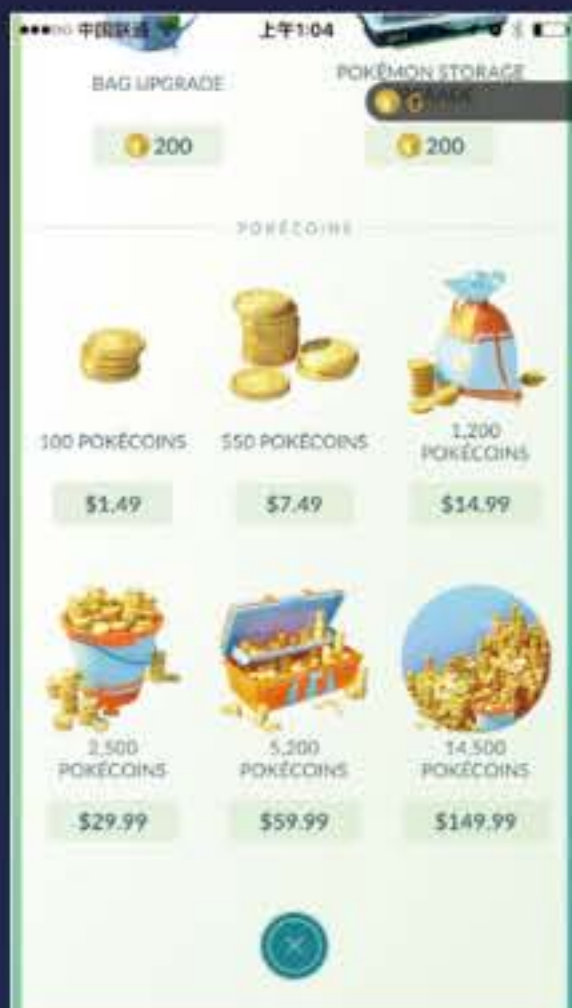 中国联通
上午1:04
BAG UPGRADE
POKÉMON STORAGE
0
200
200
POKÉCOINS
100 POKÉCOINS
550 POKÉCOINS
1,200
POKÉCOINS
$1.49
$7.49
$14.99
2,500
POKÉCOINS
5,200
POKÉCOINS
14,500
POKÉCOINS
$29.99
$59.99
$149.99